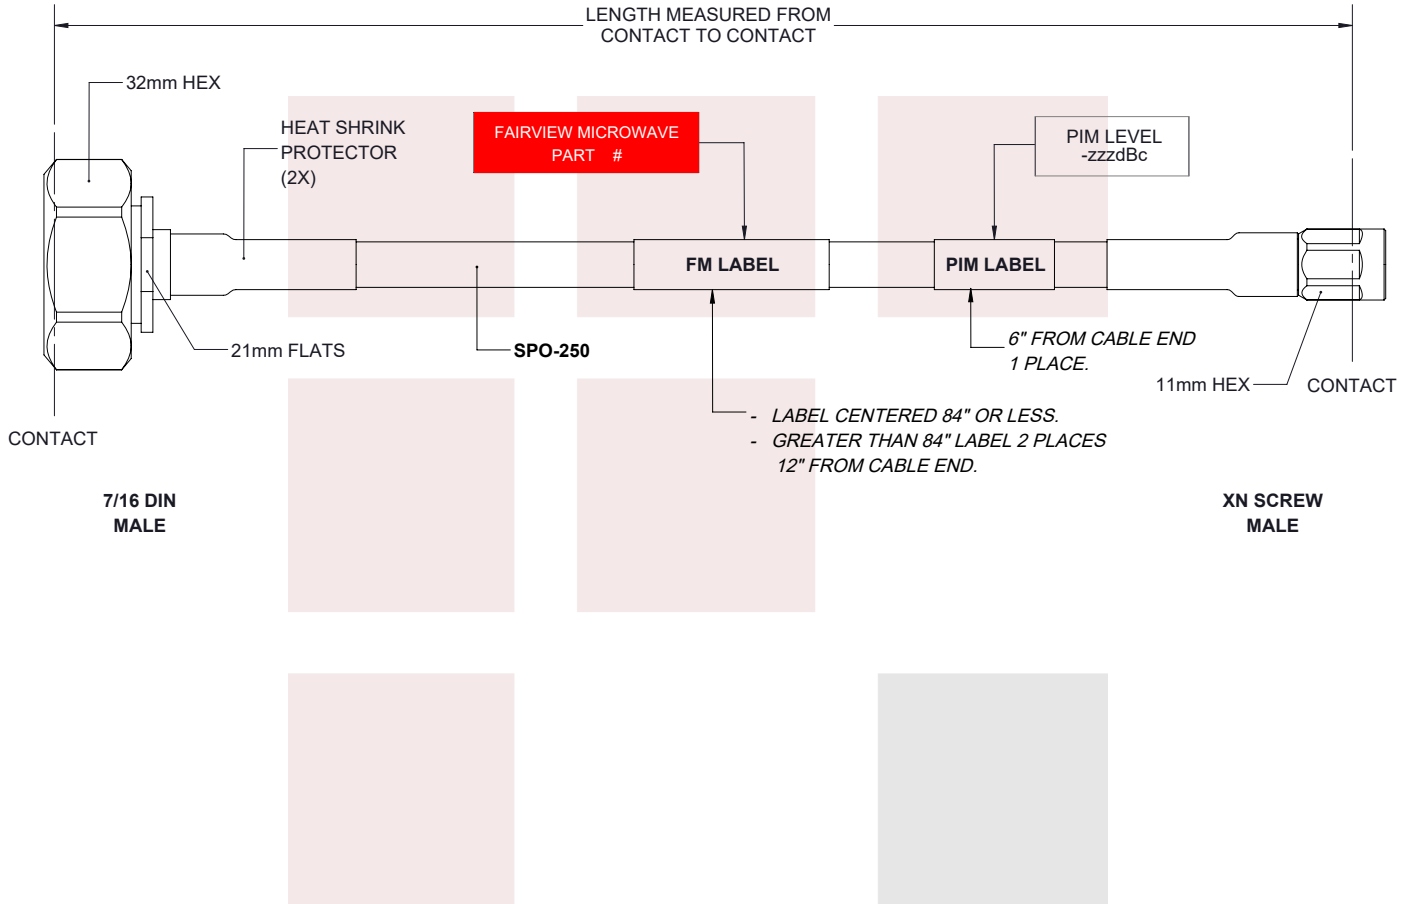 LENGTH MEASURED FROM
CONTACT TO CONTACT
32mm HEX
HEAT SHRINK
PROTECTOR
(2X)
FAIRVIEW MICROWAVE
PART #
PIM LEVEL
-zzzdBc
FM LABEL
PIM LABEL
21mm FLATS
SPO-250
6" FROM CABLE END
1 PLACE.
11mm HEX
CONTACT
CONTACT
- LABEL CENTERED 84" OR LESS.
- GREATER THAN 84" LABEL 2 PLACES
12" FROM CABLE END.
7/16 DIN
MALE
XN SCREW
MALE